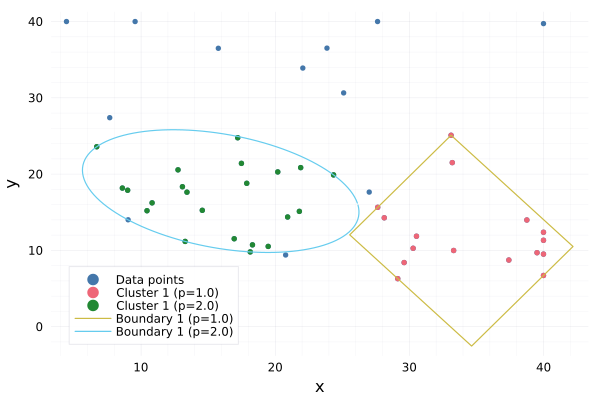 40
30
20
10
0
y
Data points
Cluster 1 (p=1.0)
Cluster 1 (p=2.0)
Boundary 1 (p=1.0)
Boundary 1 (p=2.0)
10 20 30 40
x